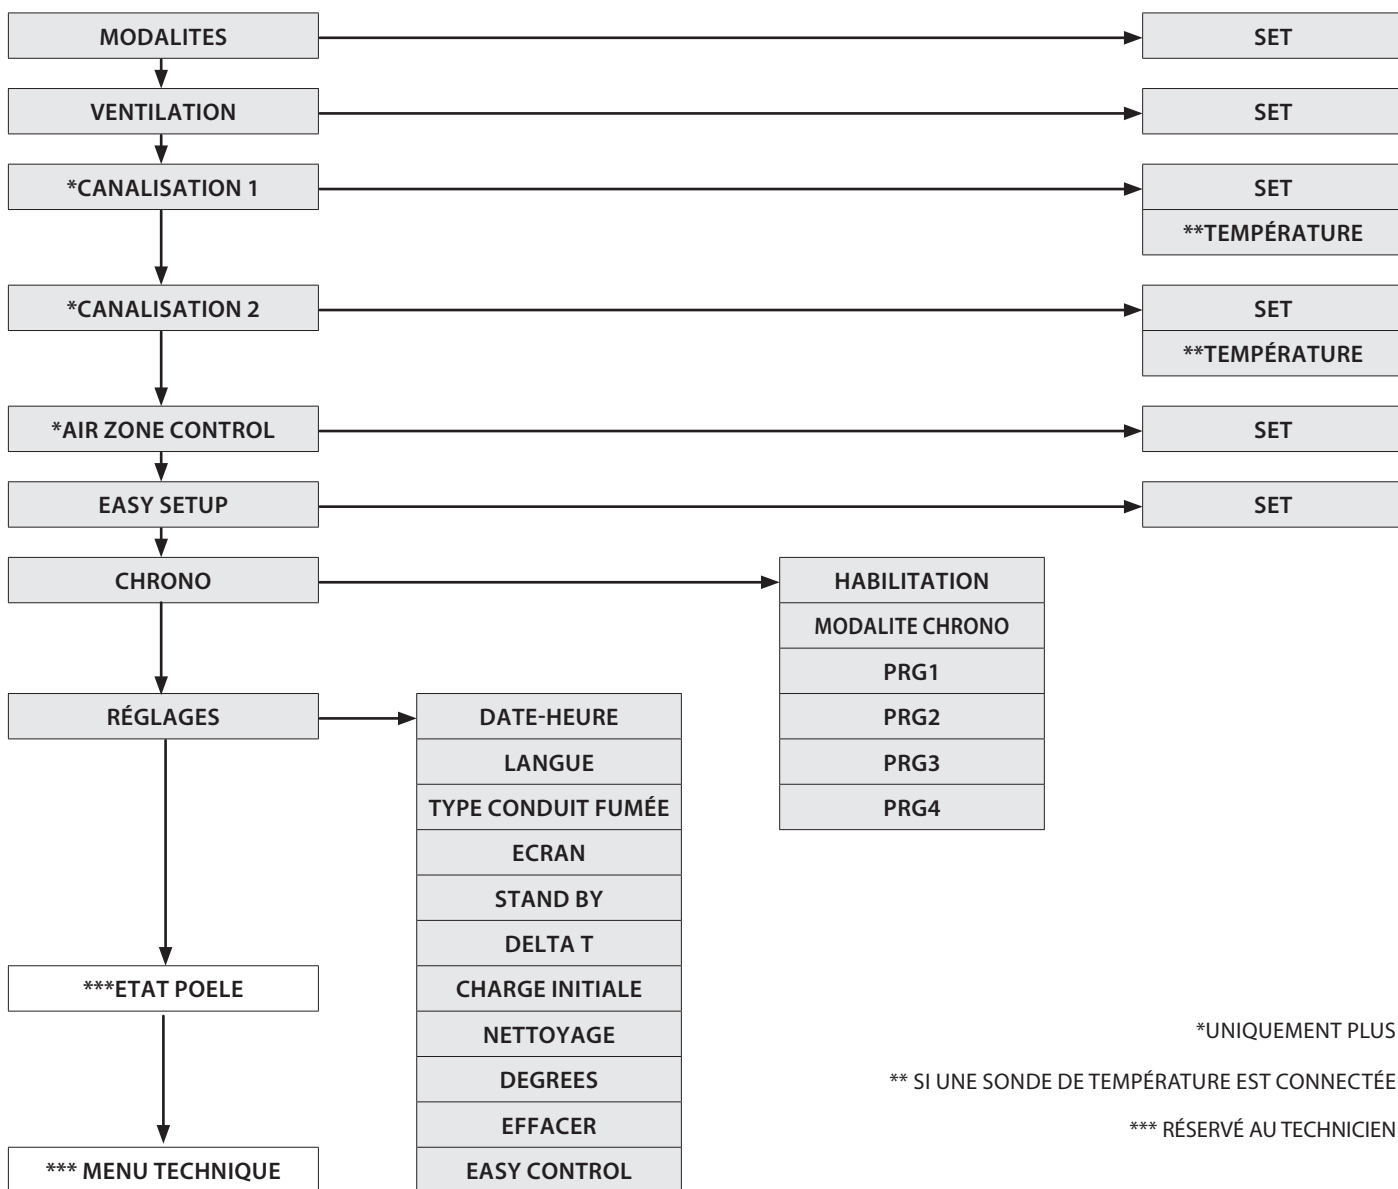 MODALITES
SET
VENTILATION
SET
*CANALISATION 1
SET
**TEMPÉRATURE
*CANALISATION 2
SET
**TEMPÉRATURE
*AIR ZONE CONTROL
SET
EASY SETUP
SET
CHRONO
HABILITATION
MODALITE CHRONO
PRG1
PRG2
PRG3
PRG4
RÉGLAGES
DATE-HEURE
LANGUE
TYPE CONDUIT FUMÉE
ECRAN
STAND BY
DELTA T
CHARGE INITIALE
NETTOYAGE
DEGREES
EFFACER
EASY CONTROL
***ETAT POELE
*** MENU TECHNIQUE
*UNIQUEMENT PLUS
** SI UNE SONDE DE TEMPÉRATURE EST CONNECTÉE
*** RÉSERVÉ AU TECHNICIEN